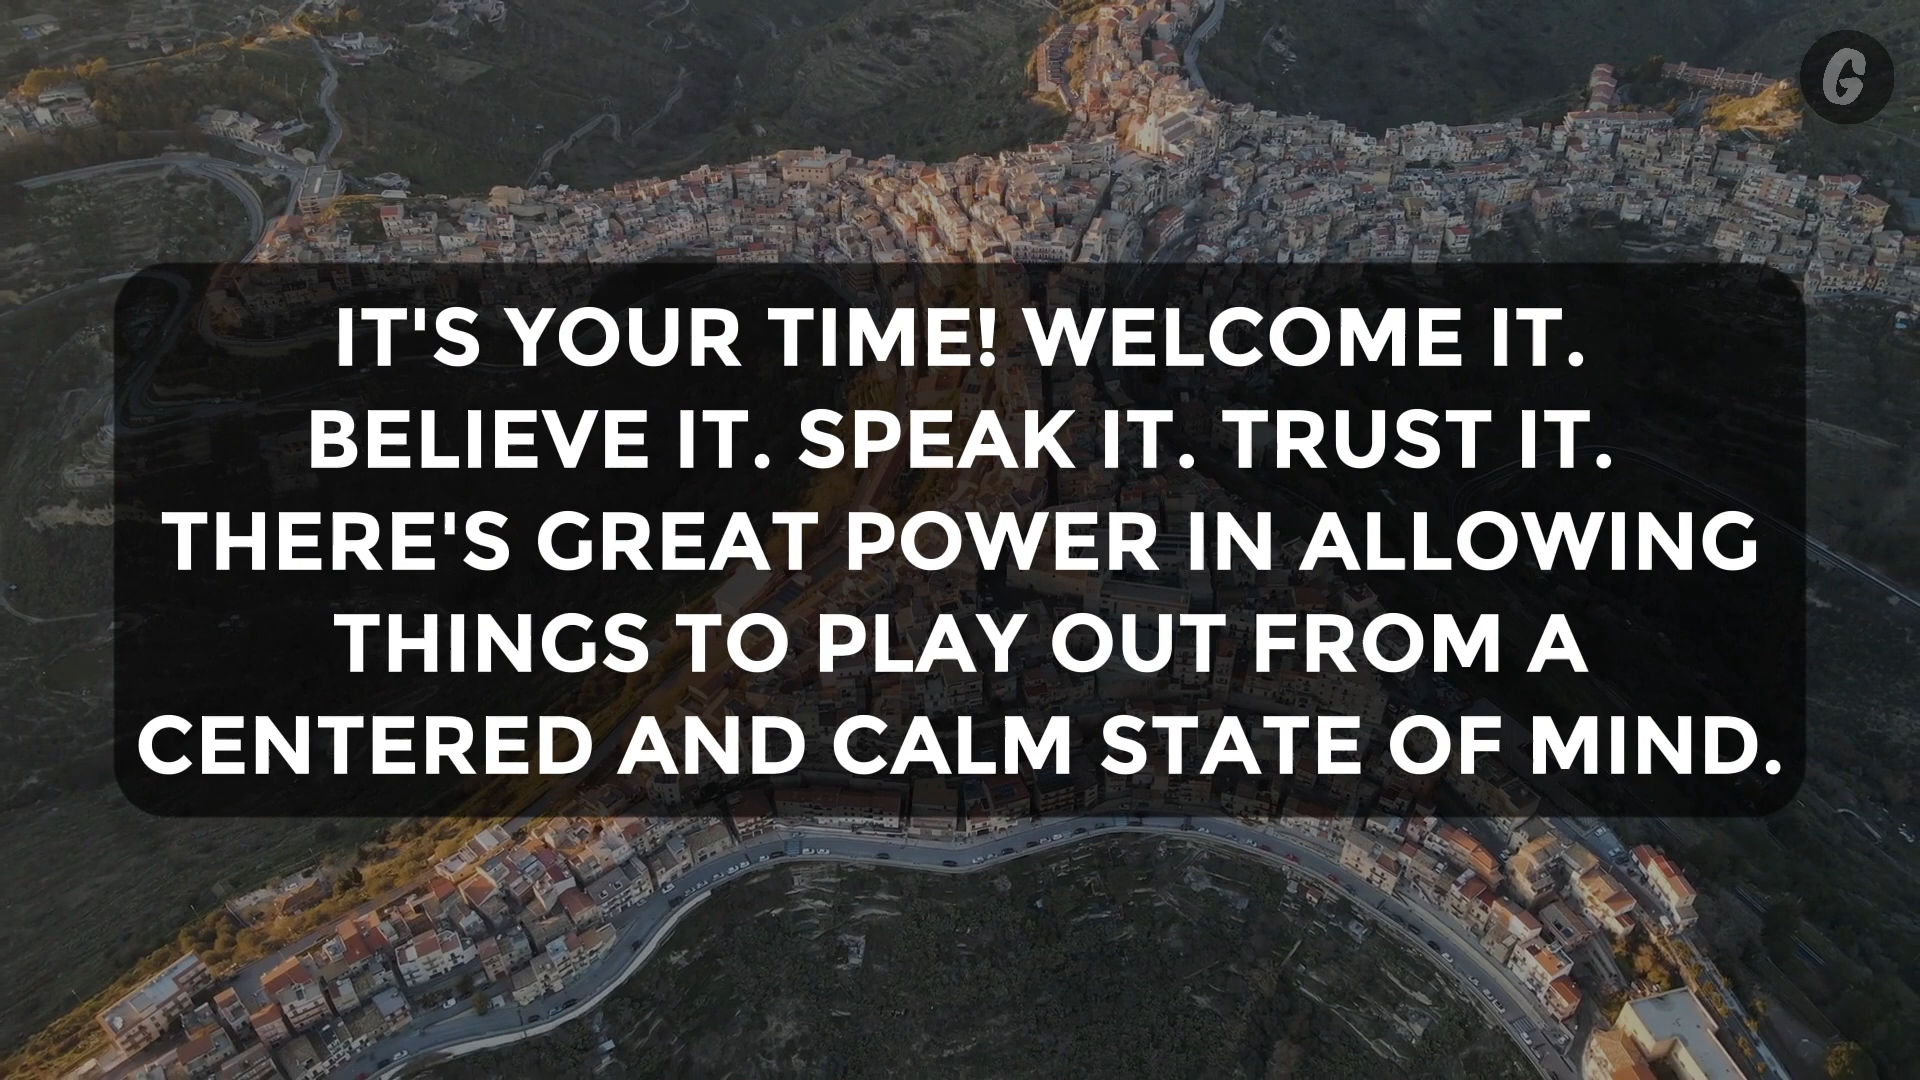 G
IT'S YOUR TIME! WELCOME IT.
BELIEVE IT. SPEAK IT. TRUST IT.
THERE'S GREAT POWER IN ALLOWING
THINGS TO PLAY OUT FROM A
CENTERED AND CALM STATE OF MIND.